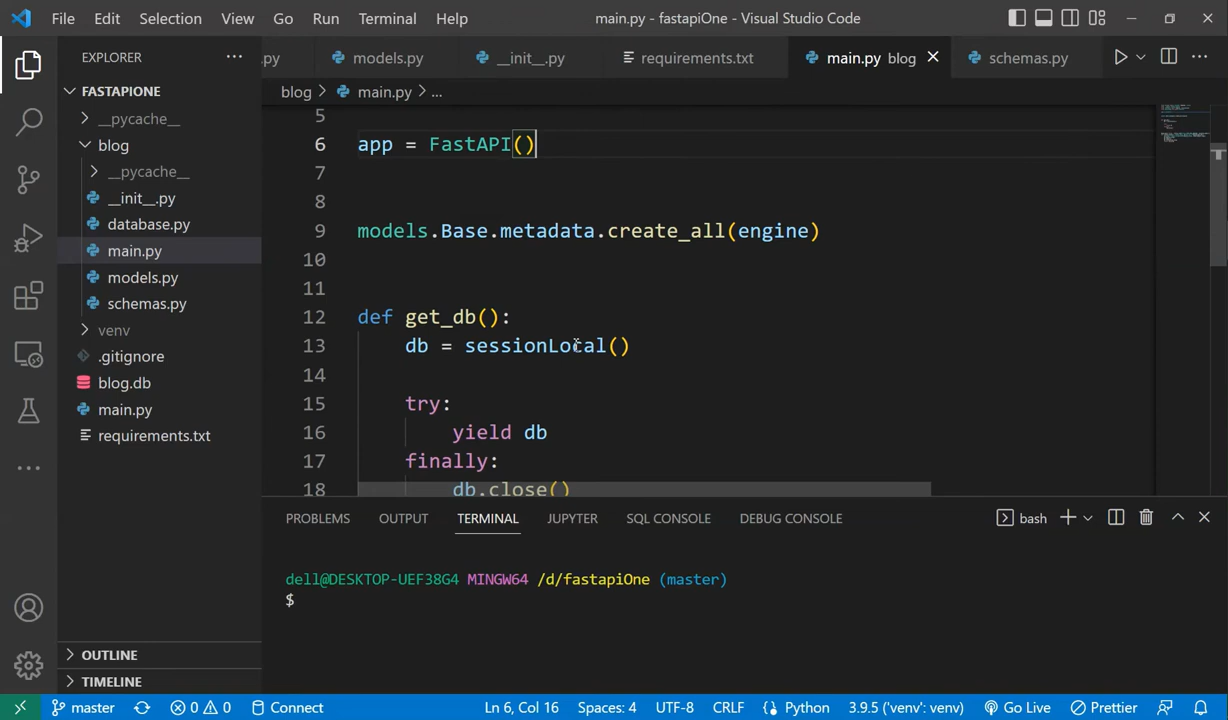 File Edit Selection View Go Run Terminal Help main.py - fastapiOne - Visual Studio Code
EXPLORER
.py models.py __init__.py requirements.txt main.py blog schemas.py
FASTAPIONE
__pycache__
blog
__pycache__
__init__.py
database.py
main.py
models.py
schemas.py
venv
.gitignore
blog.db
main.py
requirements.txt
OUTLINE
TIMELINE
blog > main.py > ...
5
6 app = FastAPI()
7
8
9 models.Base.metadata.create_all(engine)
10
11
12 def get_db():
13 db = sessionLocal()
14
15 try:
16 yield db
17 finally:
18 db.close()
PROBLEMS OUTPUT TERMINAL JUPYTER SQL CONSOLE DEBUG CONSOLE bash
dell@DESKTOP-UEF38G4 MINGW64 /d/fastapiOne (master)
$
master 0 0 Connect Ln 6, Col 16 Spaces: 4 UTF-8 CRLF Python 3.9.5 ('venv': venv) Go Live Prettier